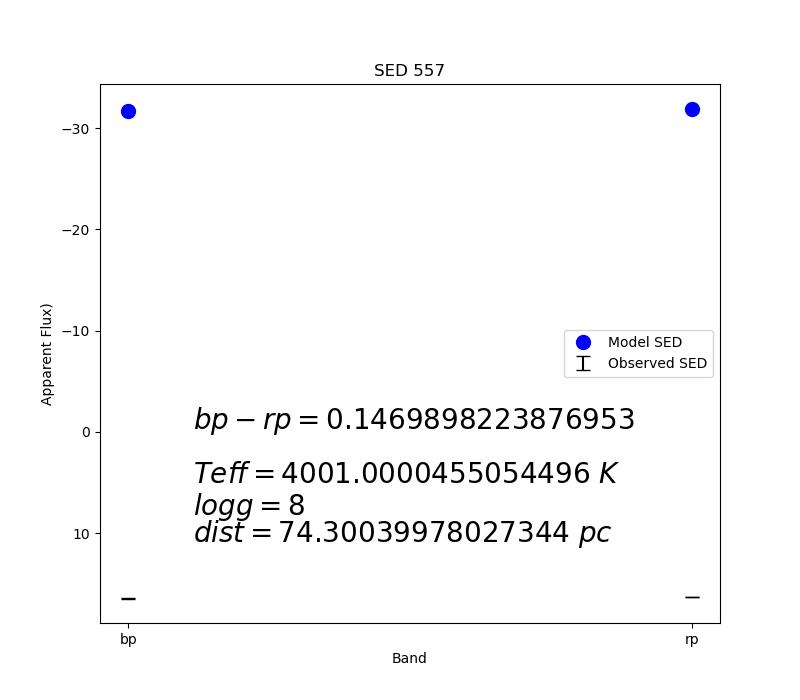 SED 557
Apparent Flux)
−30
−20
−10
0
10
Model SED
Observed SED
bp − rp = 0.1469898223876953
Teff = 4001.0000455054496 K
logg = 8
dist = 74.30039978027344 pc
bp
rp
Band